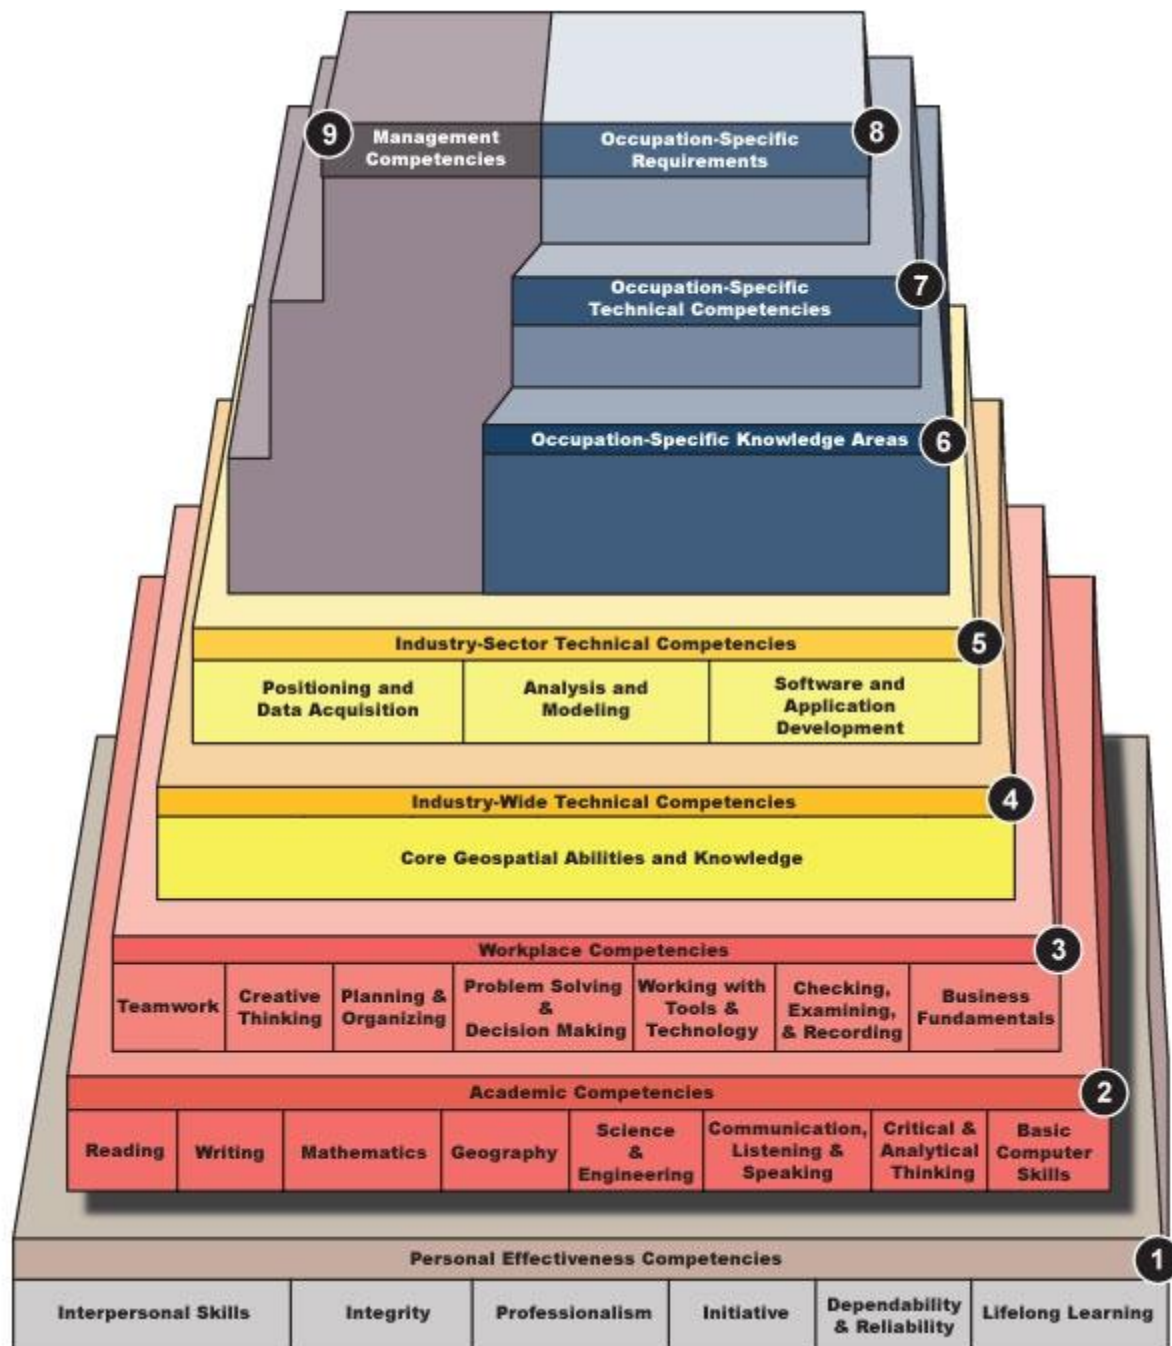 9
Management
Competencies
Occupation-Specific
Requirements
8
Occupation-Specific
Technical Competencies
7
Occupation-Specific Knowledge Areas
6
Industry-Sector Technical Competencies
5
Positioning and
Data Acquisition
Analysis and
Modeling
Software and
Application
Development
Industry-Wide Technical Competencies
4
Core Geospatial Abilities and Knowledge
Workplace Competencies
3
Teamwork
Creative
Thinking
Planning &
Organizing
Problem Solving
&
Decision Making
Working with
Tools &
Technology
Checking,
Examining,
& Recording
Business
Fundamentals
Academic Competencies
2
Reading
Writing
Mathematics
Geography
Science
&
Engineering
Communication,
Listening &
Speaking
Critical &
Analytical
Thinking
Basic
Computer
Skills
Personal Effectiveness Competencies
1
Interpersonal Skills
Integrity
Professionalism
Initiative
Dependability
& Reliability
Lifelong Learning